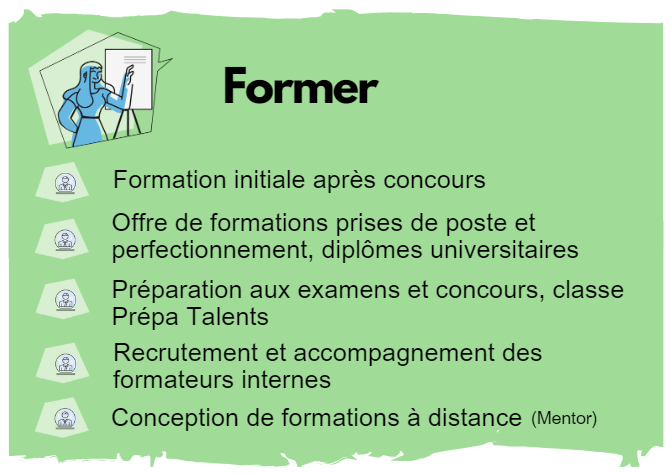 Former
Formation initiale après concours
Offre de formations prises de poste et
perfectionnement, diplômes universitaires
Préparation aux examens et concours, classe
Prépa Talents
Recrutement et accompagnement des
formateurs internes
Conception de formations à distance (Mentor)